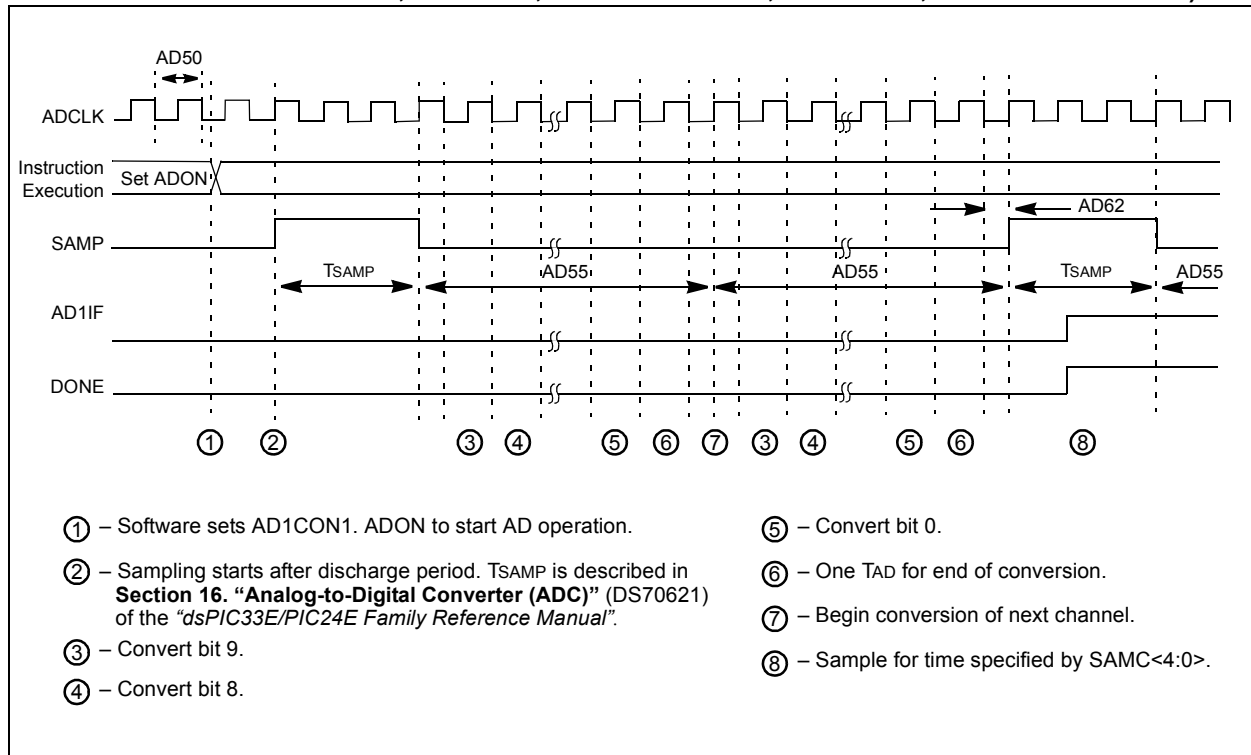 AD50
ADCLK
Instruction
Execution
Set ADON
AD62
SAMP
TSAMP
AD55
AD55
TSAMP
AD55
AD1IF
DONE
1 2 3 4 5 6 7 3 4 5 6 8
1 – Software sets AD1CON1. ADON to start AD operation.
2 – Sampling starts after discharge period. TSAMP is described in
Section 16. “Analog-to-Digital Converter (ADC)” (DS70621)
of the “dsPIC33E/PIC24E Family Reference Manual”.
3 – Convert bit 9.
4 – Convert bit 8.
5 – Convert bit 0.
6 – One TAD for end of conversion.
7 – Begin conversion of next channel.
8 – Sample for time specified by SAMC<4:0>.